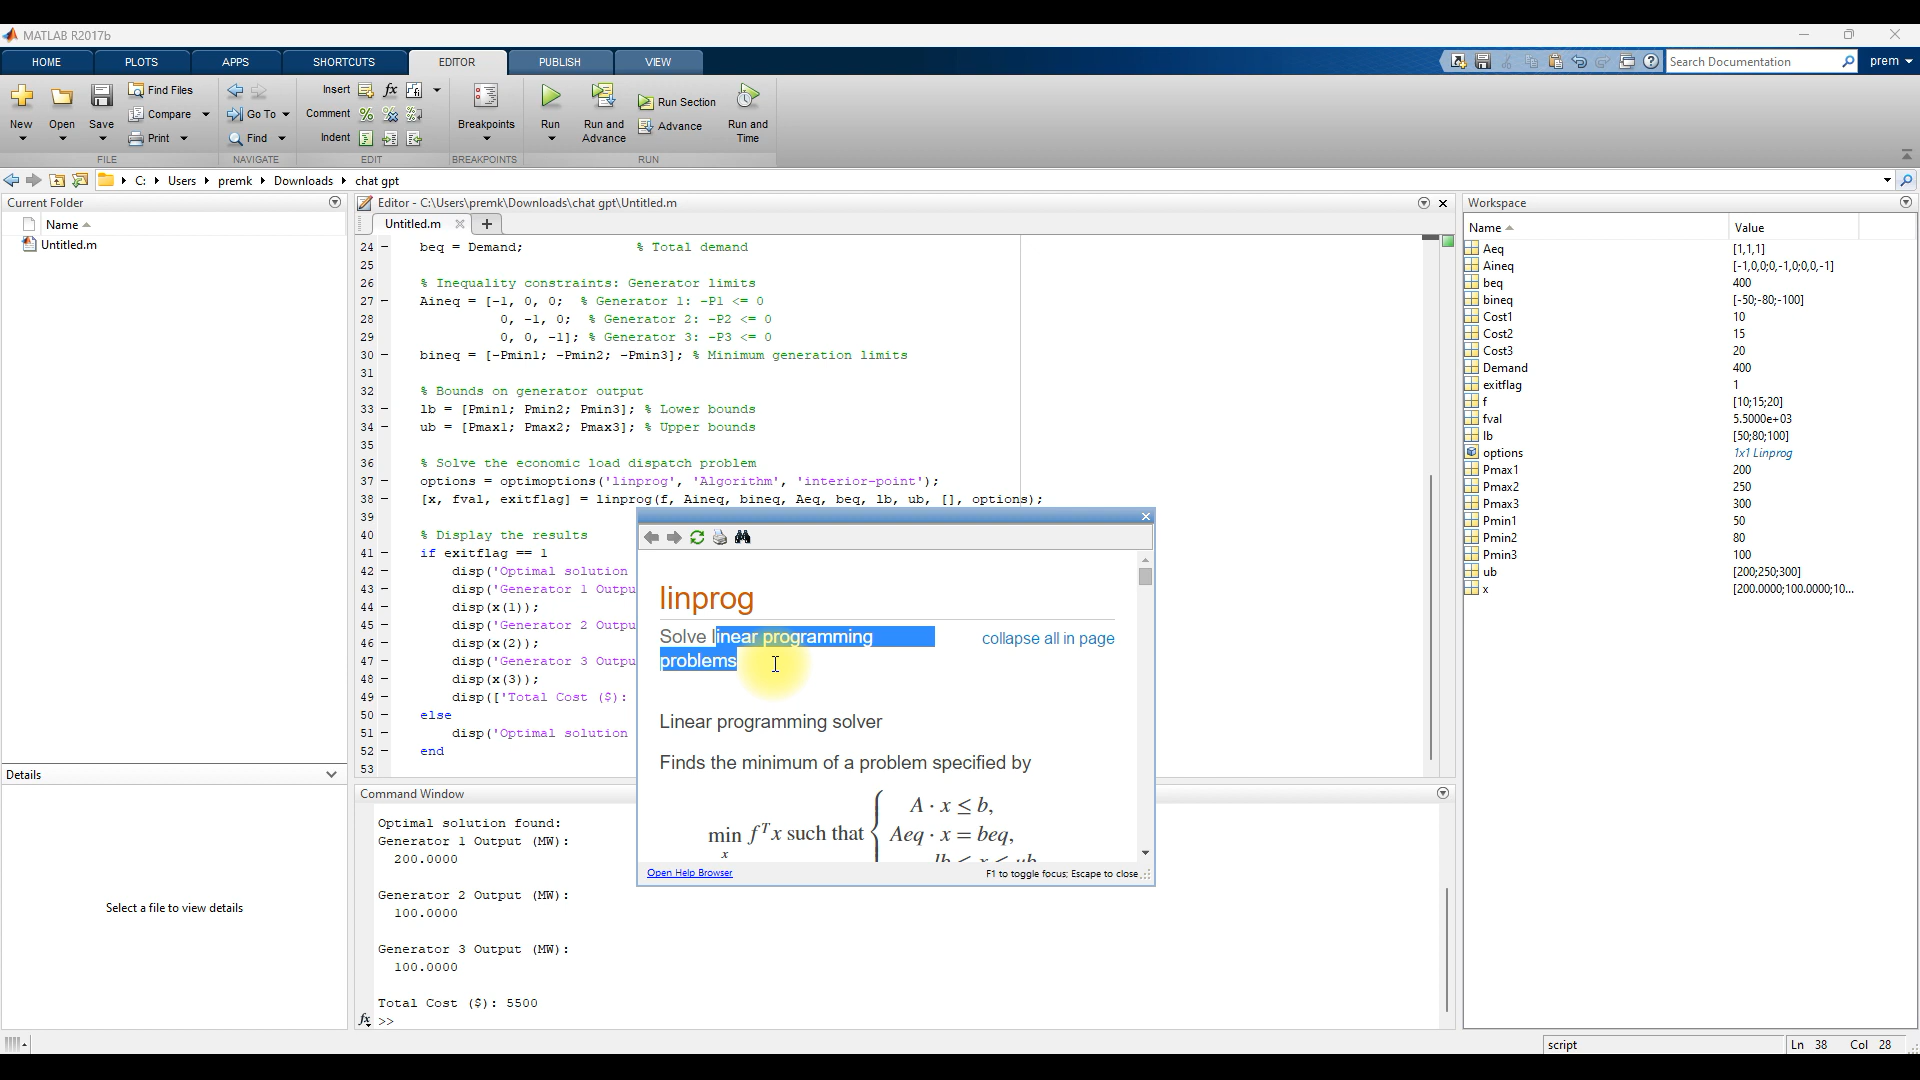 MATLAB R2017b
HOME PLOTS APPS SHORTCUTS EDITOR PUBLISH VIEW Search Documentation prem
New Open Save Find Files Compare Print
FILE
Go To Find
NAVIGATE
Insert fx
Comment
Indent
EDIT
Breakpoints
BREAKPOINTS
Run Run and Advance Run Section Advance Run and Time
RUN
C: Users premk Downloads chat gpt
Current Folder
Name
Untitled.m
Details
Select a file to view details
Editor - C:\Users\premk\Downloads\chat gpt\Untitled.m
Untitled.m
24 - beq = Demand; % Total demand
25
26 % Inequality constraints: Generator limits
27 - Aineq = [-1, 0, 0; % Generator 1: -P1 <= 0
28 0, -1, 0; % Generator 2: -P2 <= 0
29 0, 0, -1]; % Generator 3: -P3 <= 0
30 - bineq = [-Pmin1; -Pmin2; -Pmin3]; % Minimum generation limits
31
32 % Bounds on generator output
33 - lb = [Pmin1; Pmin2; Pmin3]; % Lower bounds
34 - ub = [Pmax1; Pmax2; Pmax3]; % Upper bounds
35
36 % Solve the economic load dispatch problem
37 - options = optimoptions('linprog', 'Algorithm', 'interior-point');
38 - [x, fval, exitflag] = linprog(f, Aineq, bineq, Aeq, beq, lb, ub, [], options);
39
40 % Display the results
41 - if exitflag == 1
42 - disp('Optimal solution
43 - disp('Generator 1 Outpu
44 - disp(x(1));
45 - disp('Generator 2 Outpu
46 - disp(x(2));
47 - disp('Generator 3 Outpu
48 - disp(x(3));
49 - disp(['Total Cost ($):
50 - else
51 - disp('Optimal solution
52 - end
53
linprog
Solve linear programming
problems
collapse all in page
Linear programming solver
Finds the minimum of a problem specified by
min f^T x such that
x
A · x ≤ b,
Aeq · x = beq,
lb ≤ x ≤ ub
Open Help Browser F1 to toggle focus; Escape to close
Command Window
Optimal solution found:
Generator 1 Output (MW):
200.0000
Generator 2 Output (MW):
100.0000
Generator 3 Output (MW):
100.0000
Total Cost ($): 5500
fx >>
Workspace
Name Value
Aeq [1,1,1]
Aineq [-1,0,0;0,-1,0;0,0,-1]
beq 400
bineq [-50;-80;-100]
Cost1 10
Cost2 15
Cost3 20
Demand 400
exitflag 1
f [10;15;20]
fval 5.5000e+03
lb [50;80;100]
options 1x1 Linprog
Pmax1 200
Pmax2 250
Pmax3 300
Pmin1 50
Pmin2 80
Pmin3 100
ub [200;250;300]
x [200.0000;100.0000;10...
script Ln 38 Col 28